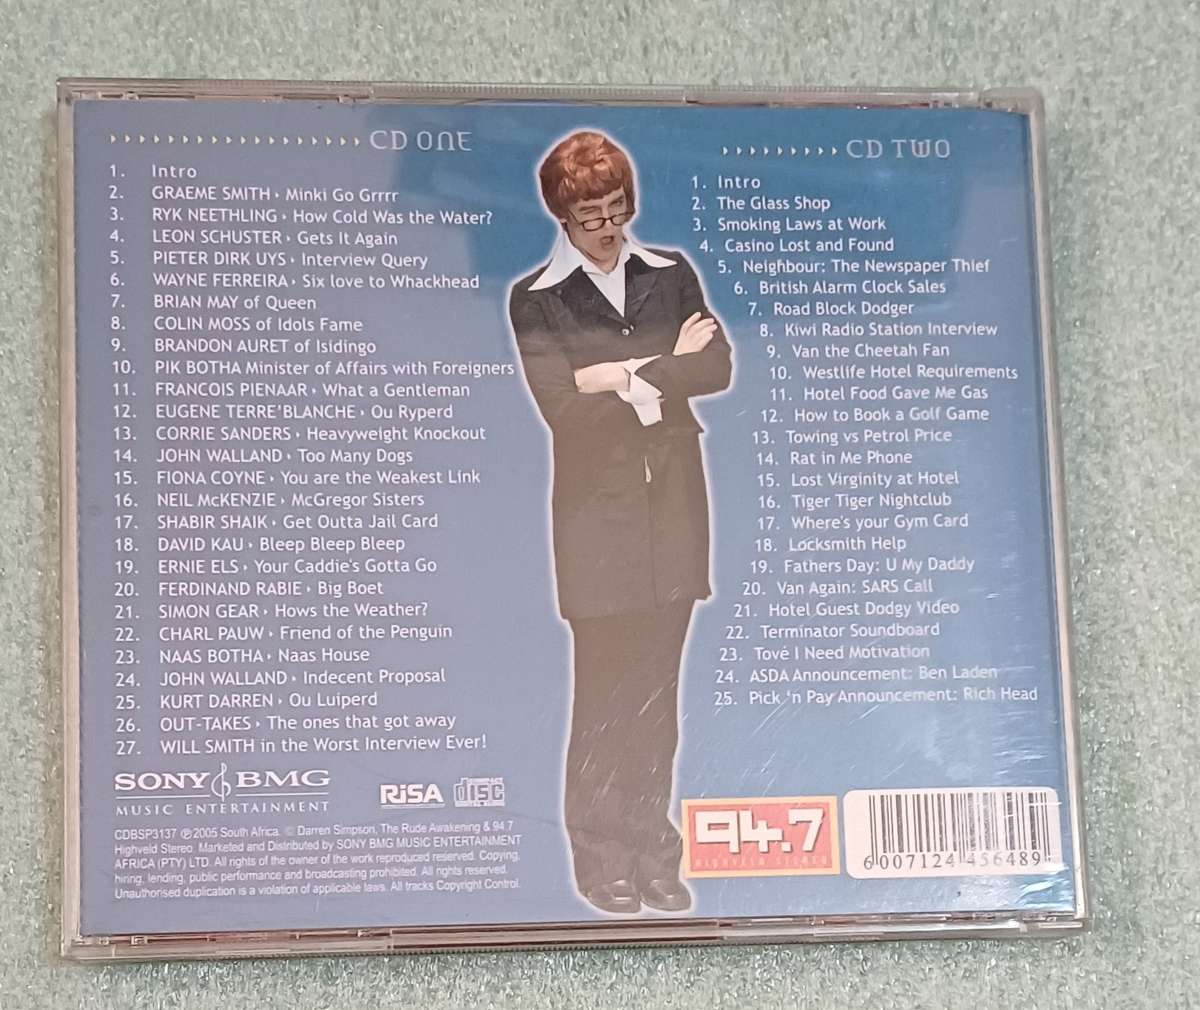 CD ONE
1. Intro
2. GRAEME SMITH › Minki Go Grrrr
3. RYK NEETHLING › How Cold Was the Water?
4. LEON SCHUSTER › Gets It Again
5. PIETER DIRK UYS › Interview Query
6. WAYNE FERREIRA › Six love to Whackhead
7. BRIAN MAY of Queen
8. COLIN MOSS of Idols Fame
9. BRANDON AURET of Isidingo
10. PIK BOTHA Minister of Affairs with Foreigners
11. FRANCOIS PIENAAR › What a Gentleman
12. EUGENE TERRE'BLANCHE › Ou Ryperd
13. CORRIE SANDERS › Heavyweight Knockout
14. JOHN WALLAND › Too Many Dogs
15. FIONA COYNE › You are the Weakest Link
16. NEIL McKENZIE › McGregor Sisters
17. SHABIR SHAIK › Get Outta Jail Card
18. DAVID KAU › Bleep Bleep Bleep
19. ERNIE ELS › Your Caddie's Gotta Go
20. FERDINAND RABIE › Big Boet
21. SIMON GEAR › Hows the Weather?
22. CHARL PAUW › Friend of the Penguin
23. NAAS BOTHA › Naas House
24. JOHN WALLAND › Indecent Proposal
25. KURT DARREN › Ou Luiperd
26. OUT-TAKES › The ones that got away
27. WILL SMITH in the Worst Interview Ever!
CD TWO
1. Intro
2. The Glass Shop
3. Smoking Laws at Work
4. Casino Lost and Found
5. Neighbour: The Newspaper Thief
6. British Alarm Clock Sales
7. Road Block Dodger
8. Kiwi Radio Station Interview
9. Van the Cheetah Fan
10. Westlife Hotel Requirements
11. Hotel Food Gave Me Gas
12. How to Book a Golf Game
13. Towing vs Petrol Price
14. Rat in Me Phone
15. Lost Virginity at Hotel
16. Tiger Tiger Nightclub
17. Where's your Gym Card
18. Locksmith Help
19. Fathers Day: U My Daddy
20. Van Again: SARS Call
21. Hotel Guest Dodgy Video
22. Terminator Soundboard
23. Tové I Need Motivation
24. ASDA Announcement: Ben Laden
25. Pick 'n Pay Announcement: Rich Head
SONY BMG
MUSIC ENTERTAINMENT
RiSA
COMPACT
disc
DIGITAL AUDIO
CDBSP3137 ℗2005 South Africa. © Darren Simpson, The Rude Awakening & 94.7
Highveld Stereo. Marketed and Distributed by SONY BMG MUSIC ENTERTAINMENT
AFRICA (PTY) LTD. All rights of the owner of the work reproduced reserved. Copying,
hiring, lending, public performance and broadcasting prohibited. All rights reserved.
Unauthorised duplication is a violation of applicable laws. All tracks Copyright Control.
94.7
highveld stereo
6 007124 456489